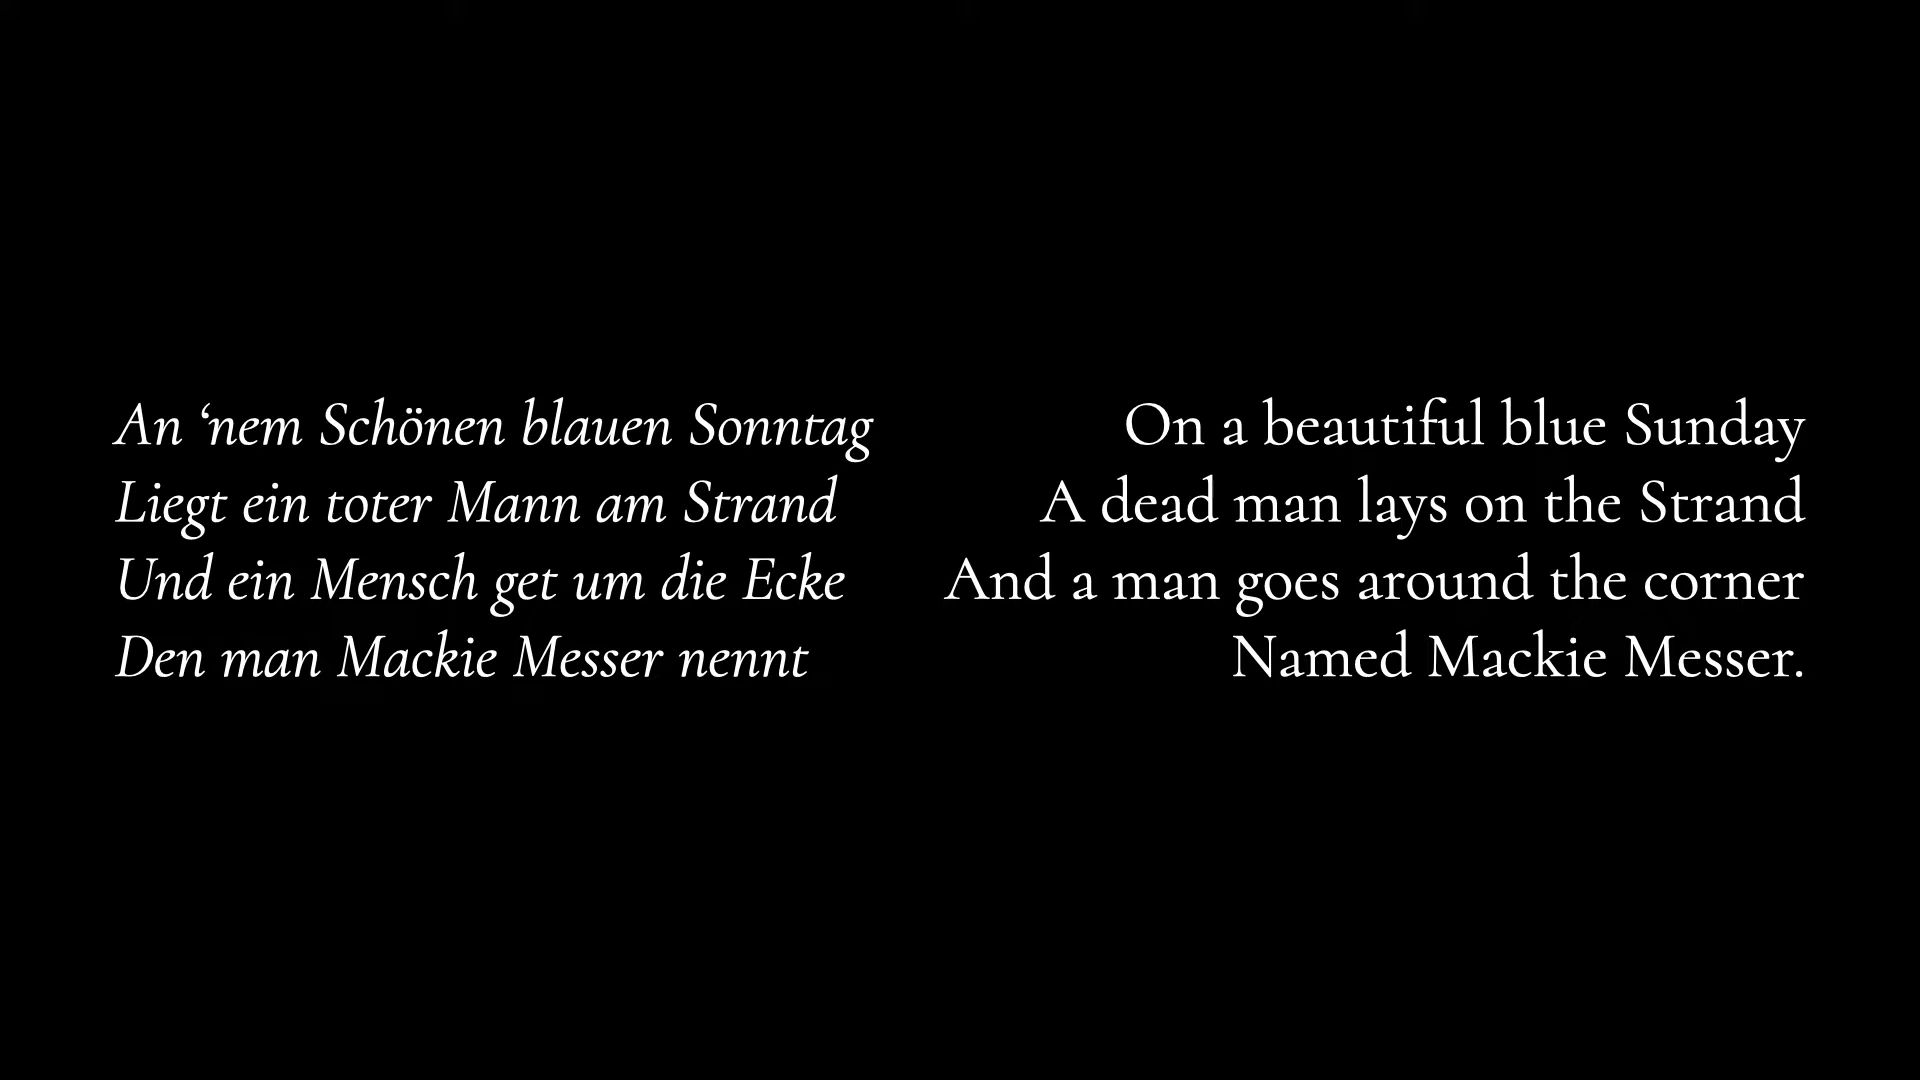 An ‘nem Schönen blauen Sonntag
Liegt ein toter Mann am Strand
Und ein Mensch get um die Ecke
Den man Mackie Messer nennt
On a beautiful blue Sunday
A dead man lays on the Strand
And a man goes around the corner
Named Mackie Messer.